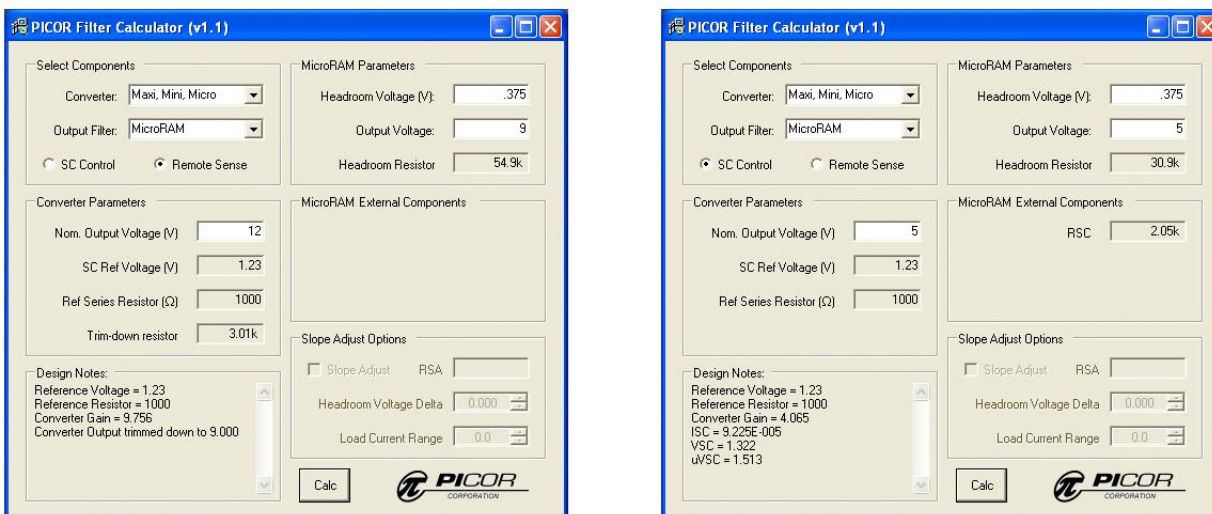 PICOR Filter Calculator (v1.1)
Select Components
Converter: Maxi, Mini, Micro
Output Filter: MicroRAM
SC Control Remote Sense
MicroRAM Parameters
Headroom Voltage (V): .375
Output Voltage: 9
Headroom Resistor 54.9k
Converter Parameters
Nom. Output Voltage (V) 12
SC Ref Voltage (V) 1.23
Ref Series Resistor (Ω) 1000
Trim-down resistor 3.01k
MicroRAM External Components
Slope Adjust Options
Slope Adjust RSA
Headroom Voltage Delta 0.000
Load Current Range 0.0
Design Notes:
Reference Voltage = 1.23
Reference Resistor = 1000
Converter Gain = 9.756
Converter Output trimmed down to 9.000
Calc
PICOR
CORPORATION
PICOR Filter Calculator (v1.1)
Select Components
Converter: Maxi, Mini, Micro
Output Filter: MicroRAM
SC Control Remote Sense
MicroRAM Parameters
Headroom Voltage (V): .375
Output Voltage: 5
Headroom Resistor 30.9k
Converter Parameters
Nom. Output Voltage (V) 5
SC Ref Voltage (V) 1.23
Ref Series Resistor (Ω) 1000
MicroRAM External Components
RSC 2.05k
Slope Adjust Options
Slope Adjust RSA
Headroom Voltage Delta 0.000
Load Current Range 0.0
Design Notes:
Reference Voltage = 1.23
Reference Resistor = 1000
Converter Gain = 4.065
ISC = 9.225E-005
VSC = 1.322
uVSC = 1.513
Calc
PICOR
CORPORATION